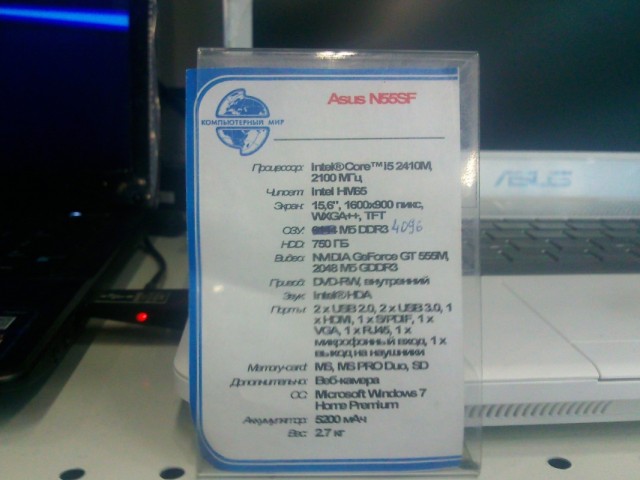 Asus N55SF
КОМПЬЮТЕРНЫЙ МИР
Процессор: Intel®Core™ i5 2410M,
2100 МГц
Чипсет: Intel HM65
Экран: 15,6", 1600x900 пикс,
WXGA++, TFT
ОЗУ: Мб DDR3 4096
HDD: 750 ГБ
Видео: NVIDIA GeForce GT 555M,
2048 Мб GDDR3
Привод: DVD-RW, внутренний
Звук: Intel® HDA
Порты: 2 x USB 2.0, 2 x USB 3.0, 1
x HDMI, 1 x S/PDIF, 1 x
VGA, 1 x RJ45, 1 x
микрофонный вход, 1 x
выход на наушники
Memory-card: MS, MS PRO Duo, SD
Дополнительно: Веб-камера
ОС: Microsoft Windows 7
Home Premium
Аккумулятор: 5200 мАч
Вес: 2.7 кг
ASUS